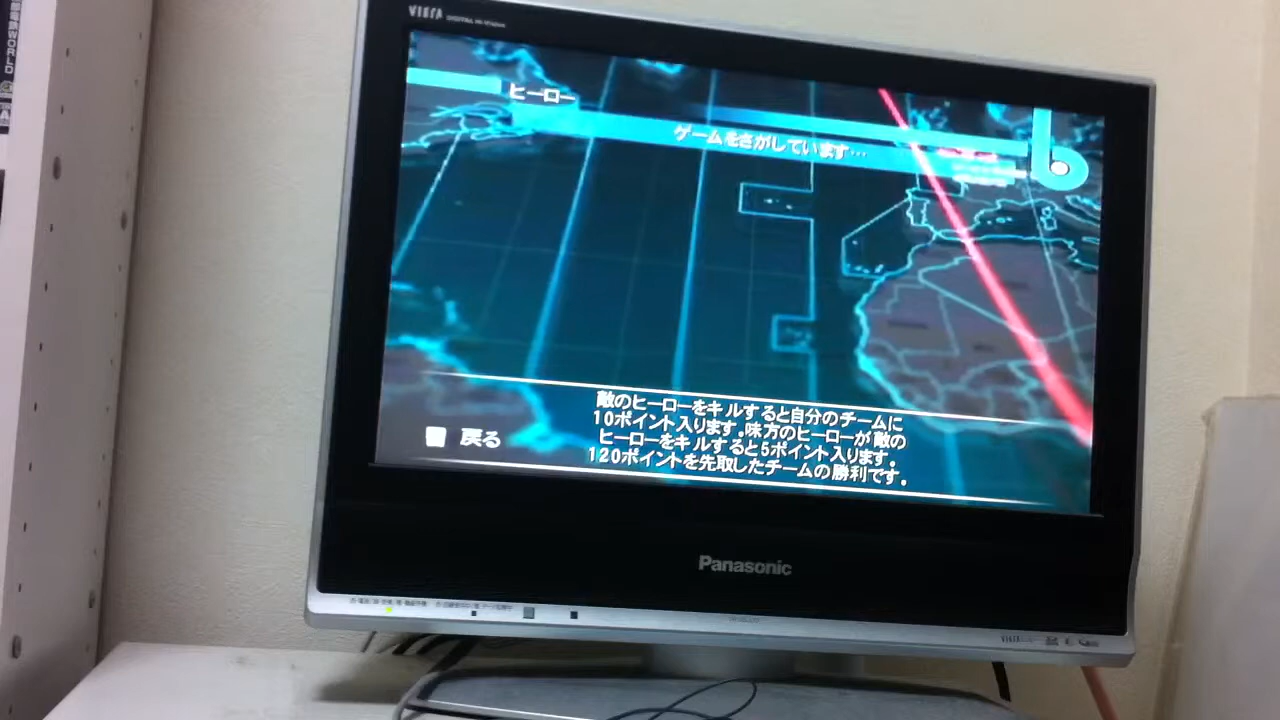 VIERA
WORLD
ヒーロー
ゲームをさがしています…
敵のヒーローをキルすると自分のチームに
10ポイント入ります。味方のヒーローが敵の
ヒーローをキルすると5ポイント入ります。
120ポイントを先取したチームの勝利です。
戻る
Panasonic